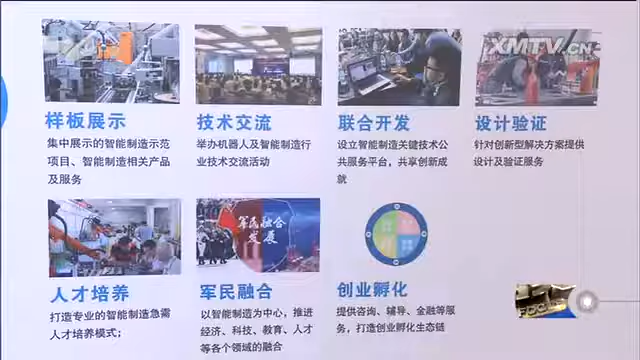 XMTV.CN
样板展示
集中展示的智能制造示范
项目、智能制造相关产品
及服务
技术交流
举办机器人及智能制造行
业技术交流活动
联合开发
设立智能制造关键技术公
共服务平台，共享创新成
就
设计验证
针对创新型解决方案提供
设计及验证服务
人才培养
打造专业的智能制造急需
人才培养模式；
军民融合
发展
军民融合
以智能制造为中心，推进
经济、科技、教育、人才
等各个领域的融合
创业孵化
提供咨询、辅导、金融等服
务，打造创业孵化生态链